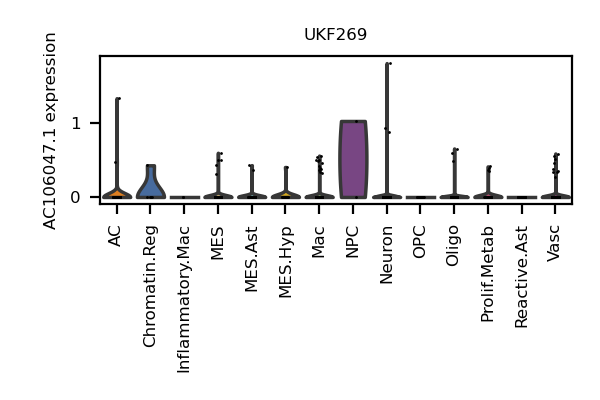 UKF269
AC106047.1 expression
1
0
AC
Chromatin.Reg
Inflammatory.Mac
MES
MES.Ast
MES.Hyp
Mac
NPC
Neuron
OPC
Oligo
Prolif.Metab
Reactive.Ast
Vasc